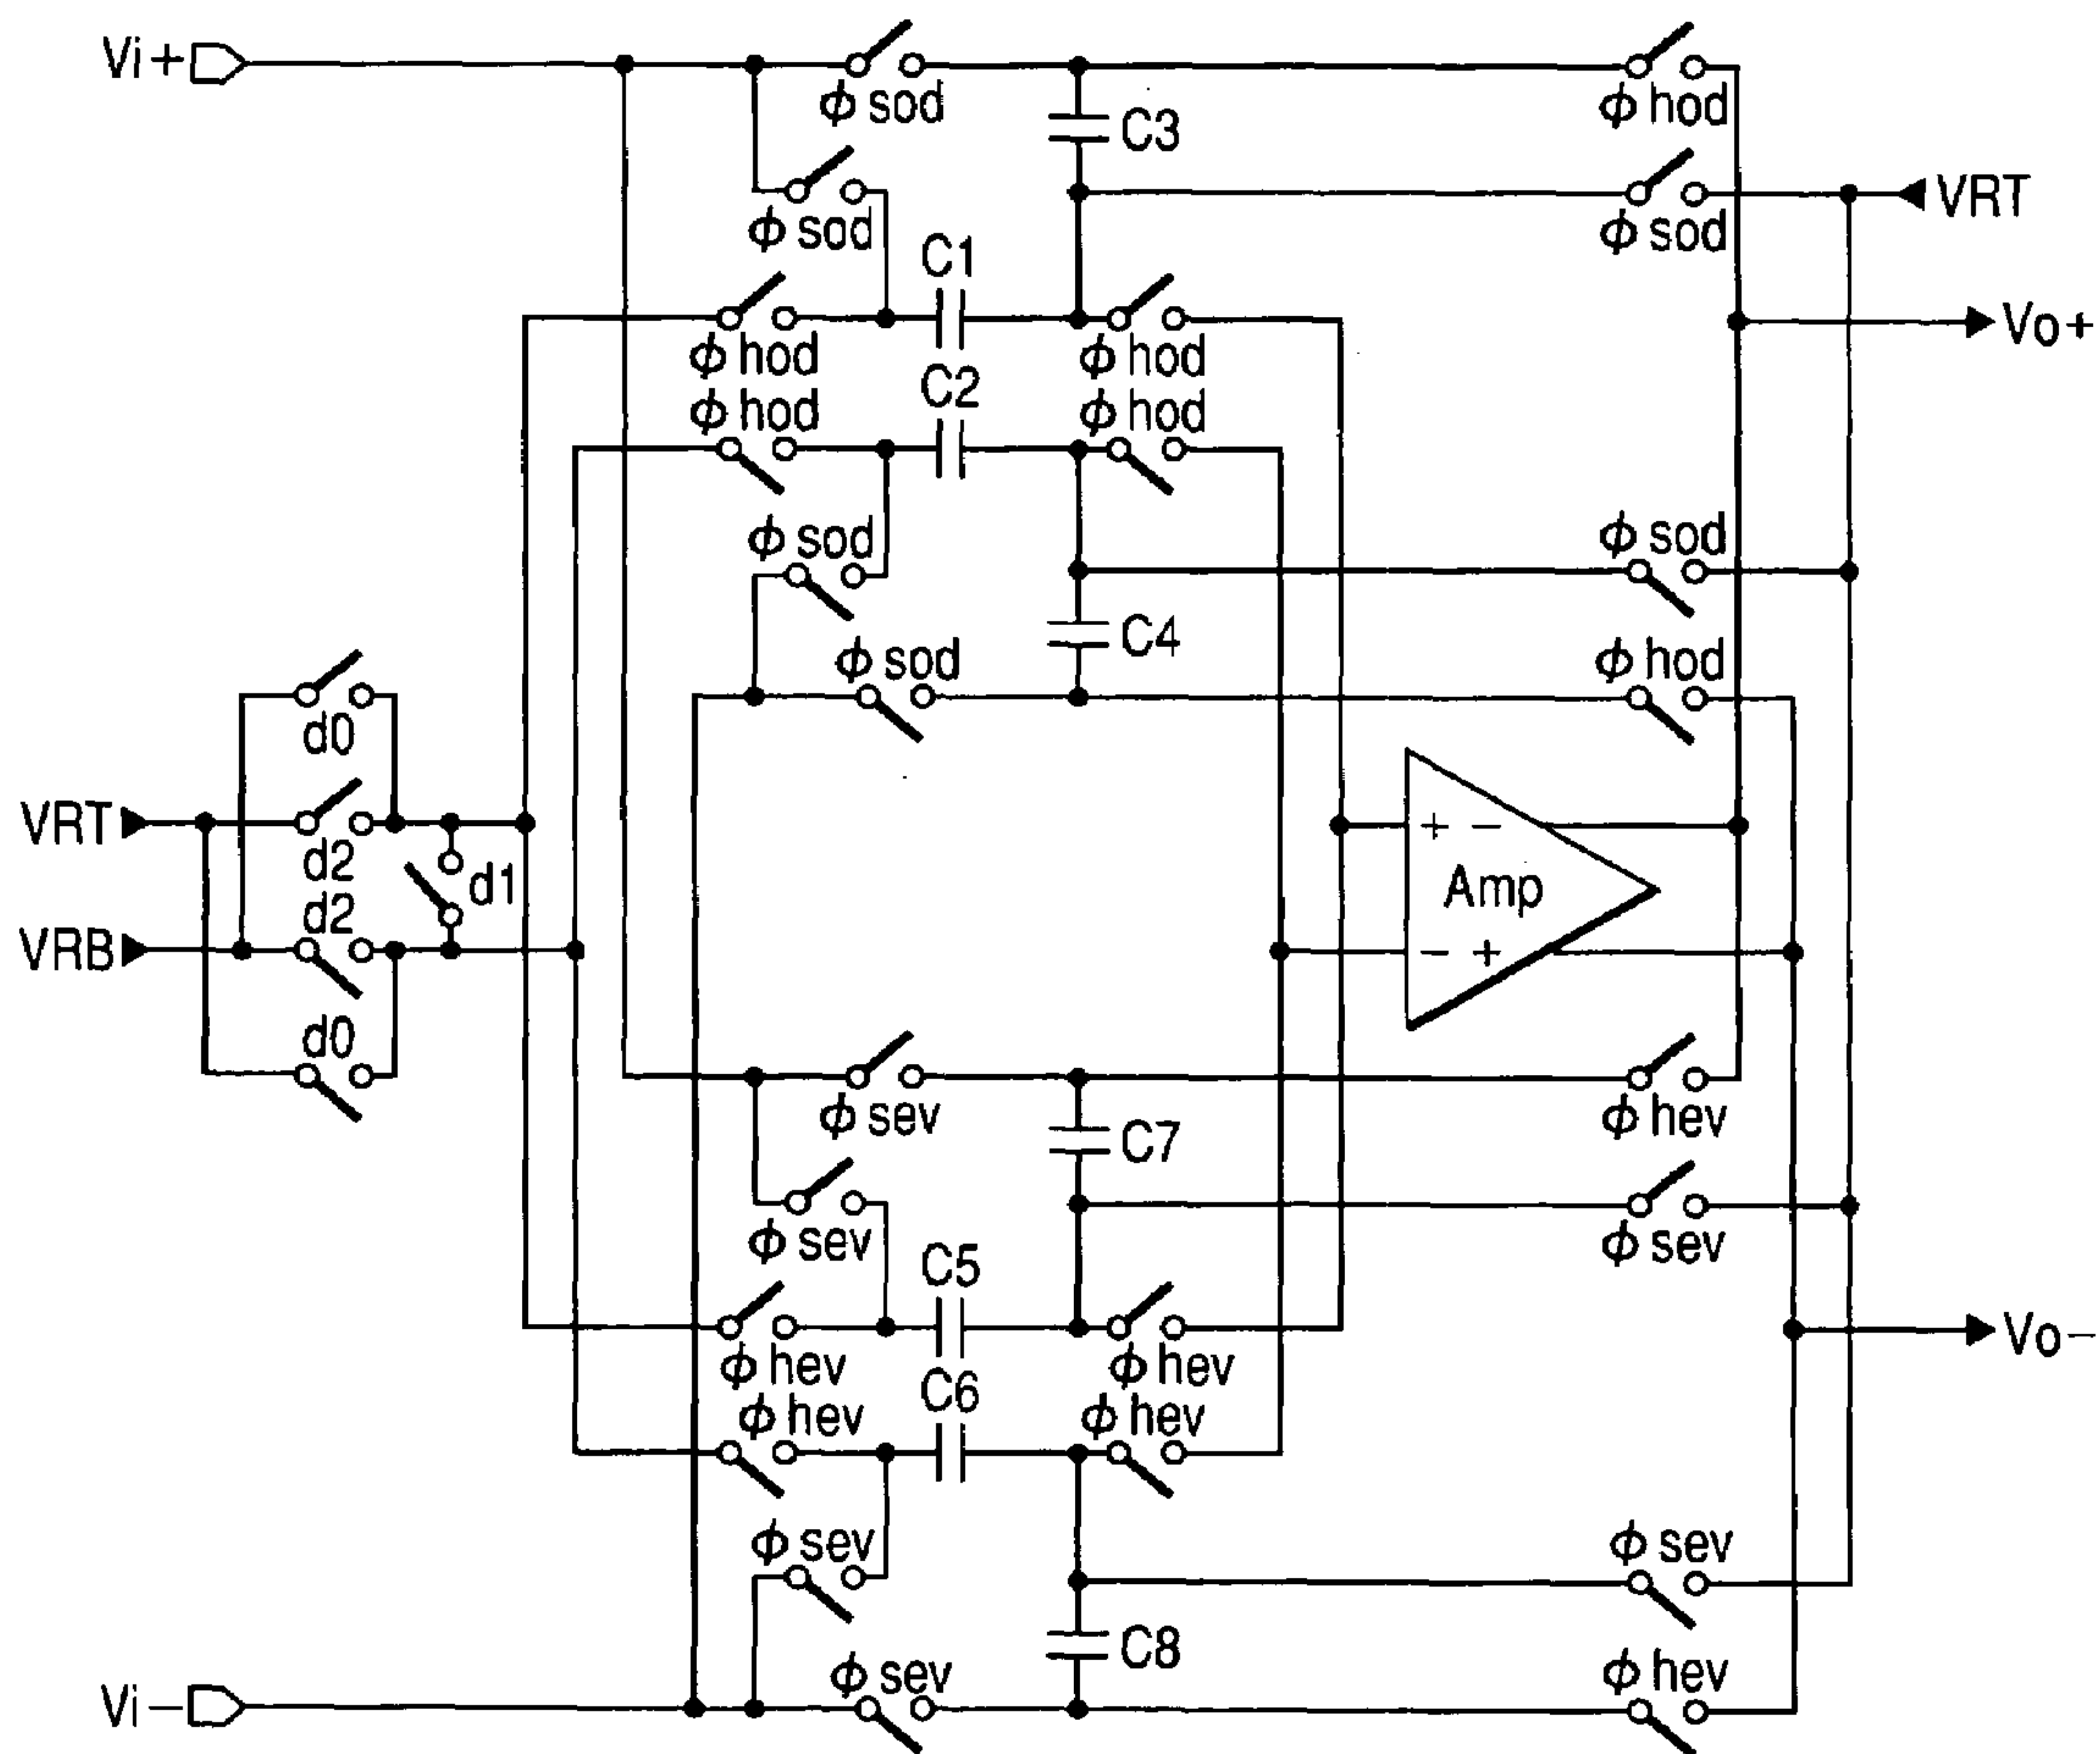 Vi+
ϕ sod
C3
ϕ hod
ϕ sod
ϕ sod
VRT
C1
Vo+
ϕ hod
ϕ hod
C2
ϕ hod
ϕ hod
ϕ sod
ϕ sod
C4
ϕ sod
ϕ hod
d0
VRT
d2
+ −
Amp
d1
d2
VRB
− +
d0
ϕ sev
ϕ hev
C7
ϕ sev
ϕ sev
C5
Vo−
ϕ hev
ϕ hev
C6
ϕ hev
ϕ hev
ϕ sev
ϕ sev
C8
ϕ sev
ϕ hev
Vi−